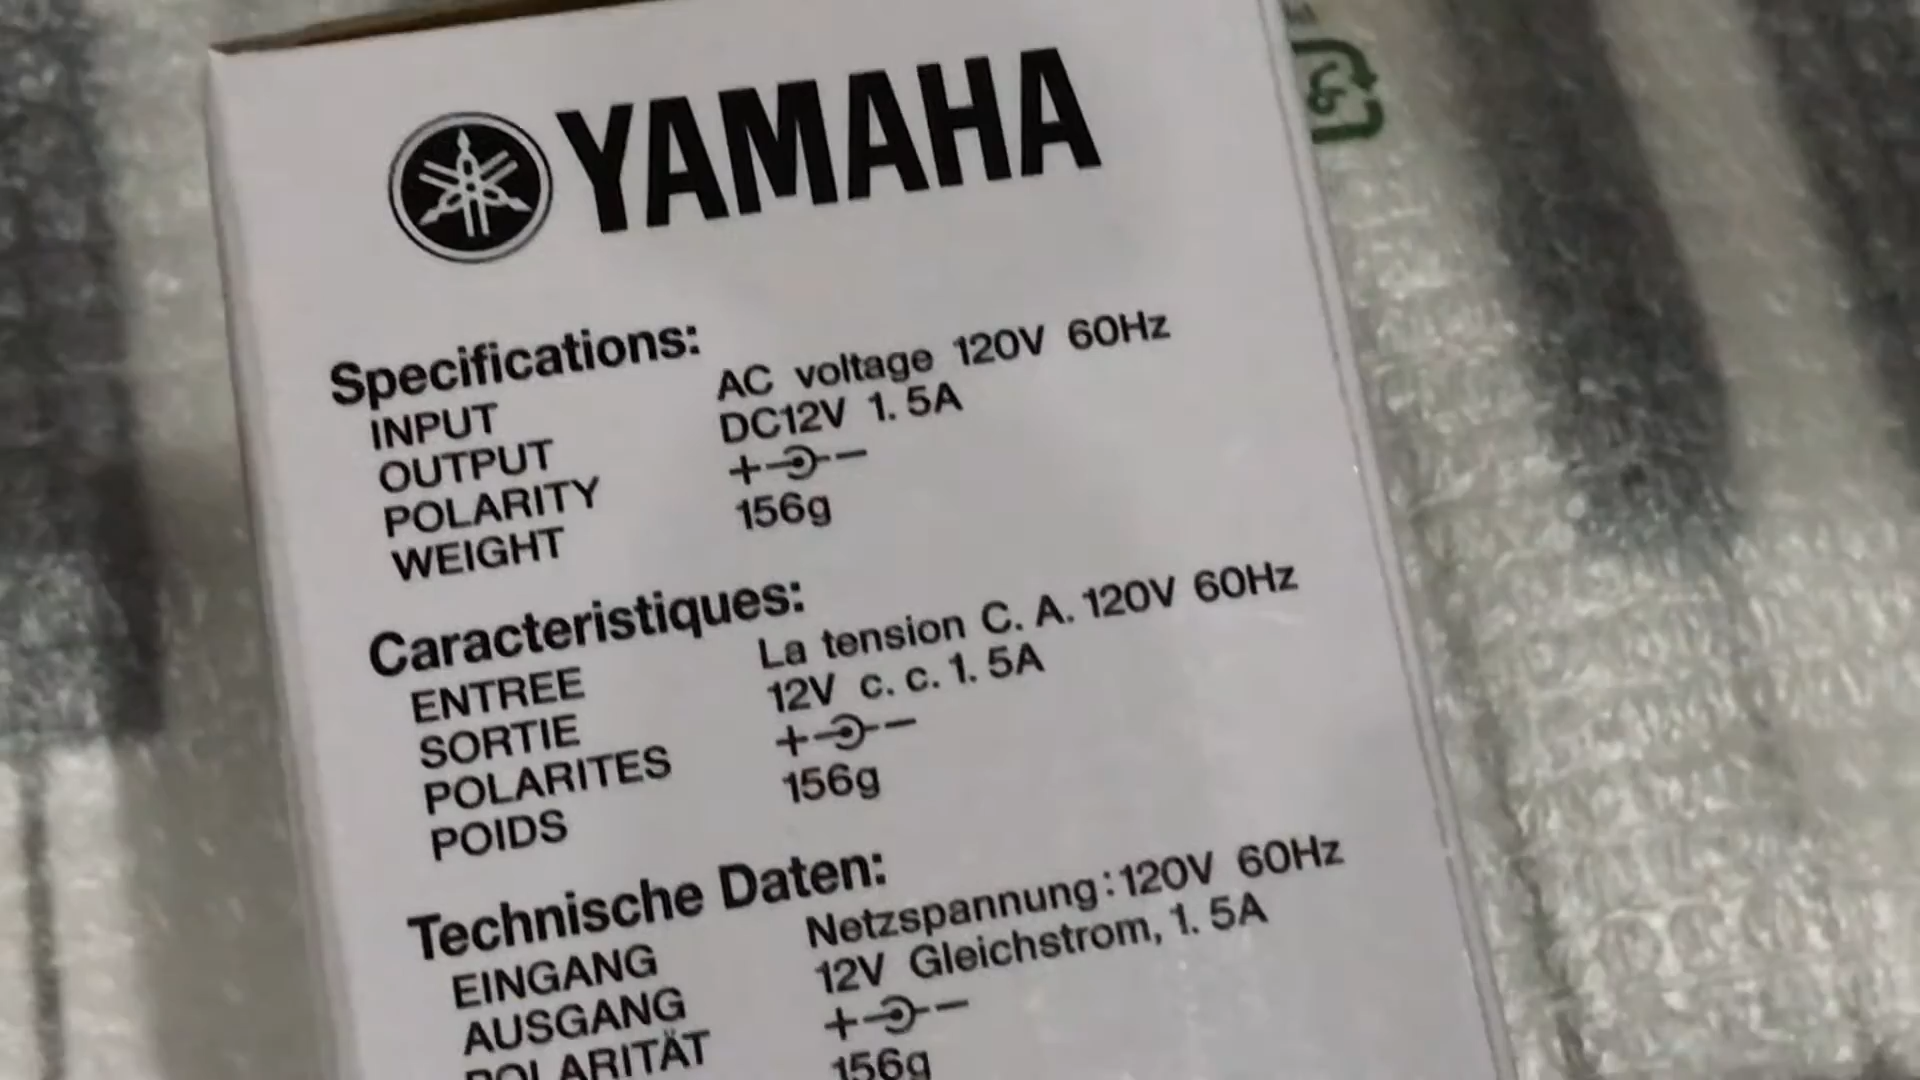 YAMAHA
Specifications:
INPUT AC voltage 120V 60Hz
OUTPUT DC12V 1. 5A
POLARITY +-
WEIGHT 156g
Caracteristiques:
ENTREE La tension C. A. 120V 60Hz
SORTIE 12V c. c. 1. 5A
POLARITES +-
POIDS 156g
Technische Daten:
EINGANG Netzspannung:120V 60Hz
AUSGANG 12V Gleichstrom, 1. 5A
POLARITÄT +-
156g